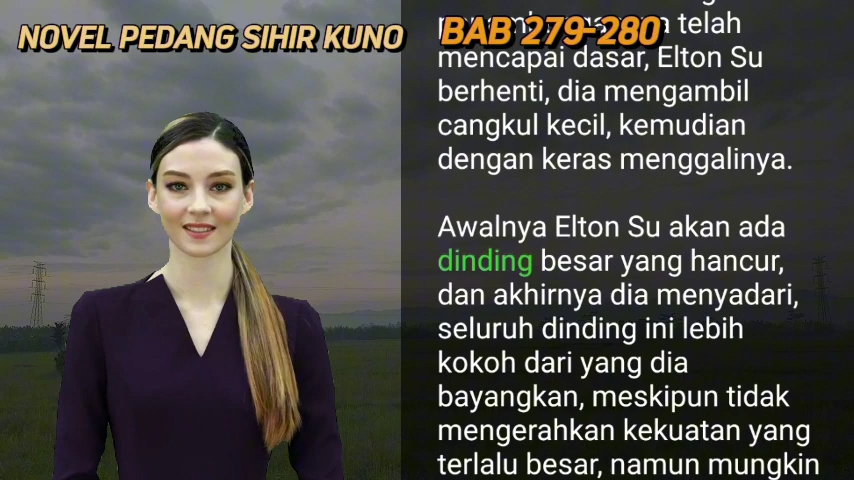 NOVEL PEDANG SIHIR KUNO
BAB 279-280
telah
mencapai dasar, Elton Su
berhenti, dia mengambil
cangkul kecil, kemudian
dengan keras menggalinya.
Awalnya Elton Su akan ada
dinding besar yang hancur,
dan akhirnya dia menyadari,
seluruh dinding ini lebih
kokoh dari yang dia
bayangkan, meskipun tidak
mengerahkan kekuatan yang
terlalu besar, namun mungkin